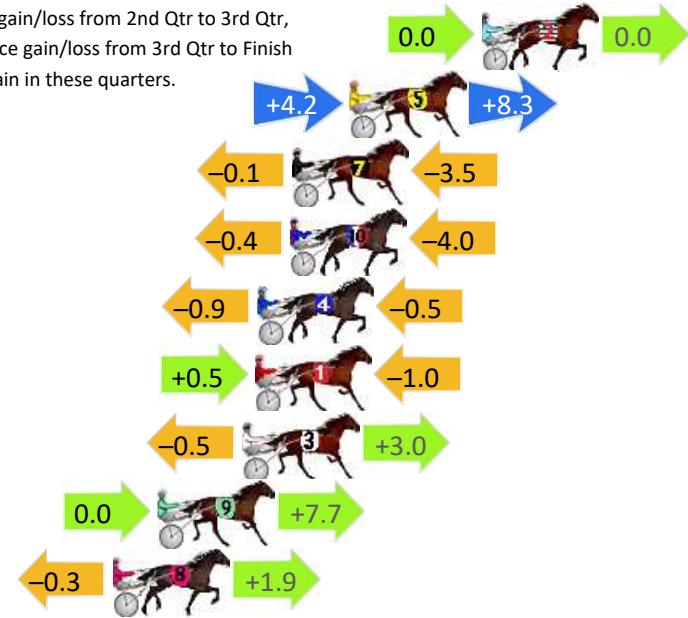 gain/loss from 2nd Qtr to 3rd Qtr,
ce gain/loss from 3rd Qtr to Finish
ain in these quarters.
0.0 2 0.0
+4.2 5 +8.3
–0.1 7 –3.5
–0.4 10 –4.0
–0.9 4 –0.5
+0.5 1 –1.0
–0.5 3 +3.0
0.0 9 +7.7
–0.3 8 +1.9